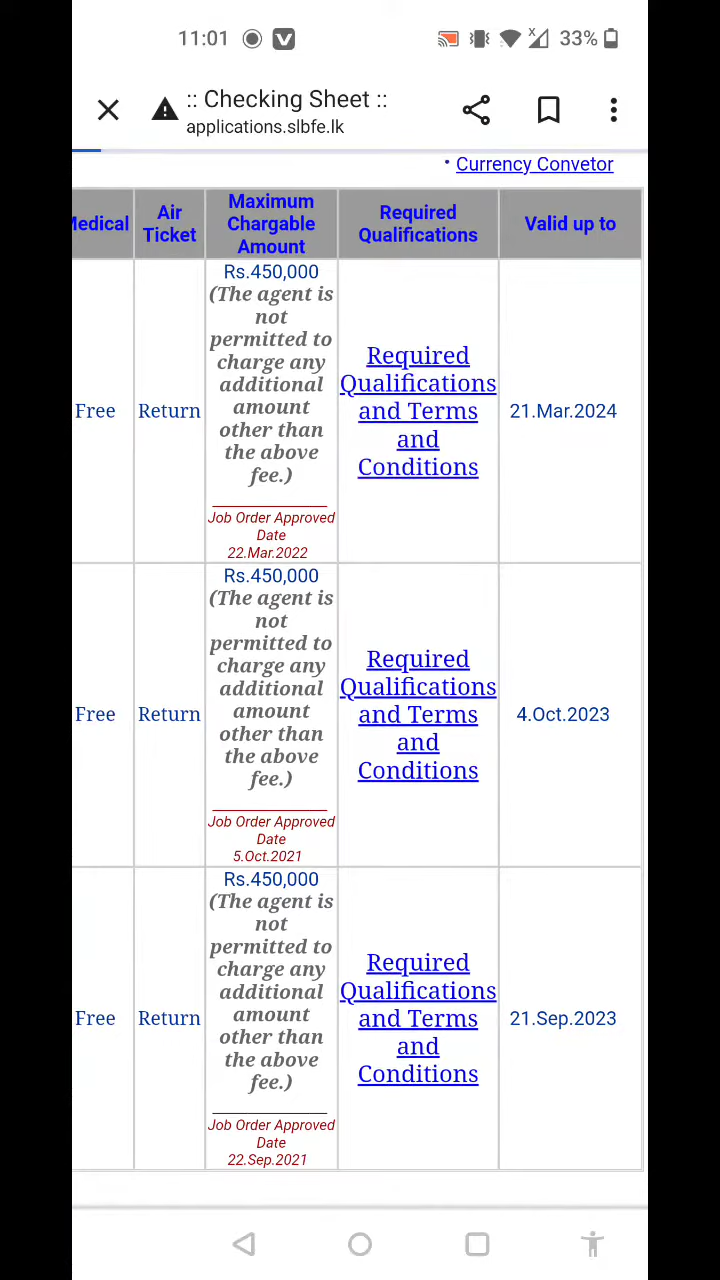 11:01
33%
:: Checking Sheet ::
applications.slbfe.lk
• Currency Convetor
Medical
Air
Ticket
Maximum
Chargable
Amount
Required
Qualifications
Valid up to
Free
Return
Rs.450,000
(The agent is
not
permitted to
charge any
additional
amount
other than
the above
fee.)
Job Order Approved
Date
22.Mar.2022
Required
Qualifications
and Terms
and
Conditions
21.Mar.2024
Free
Return
Rs.450,000
(The agent is
not
permitted to
charge any
additional
amount
other than
the above
fee.)
Job Order Approved
Date
5.Oct.2021
Required
Qualifications
and Terms
and
Conditions
4.Oct.2023
Free
Return
Rs.450,000
(The agent is
not
permitted to
charge any
additional
amount
other than
the above
fee.)
Job Order Approved
Date
22.Sep.2021
Required
Qualifications
and Terms
and
Conditions
21.Sep.2023